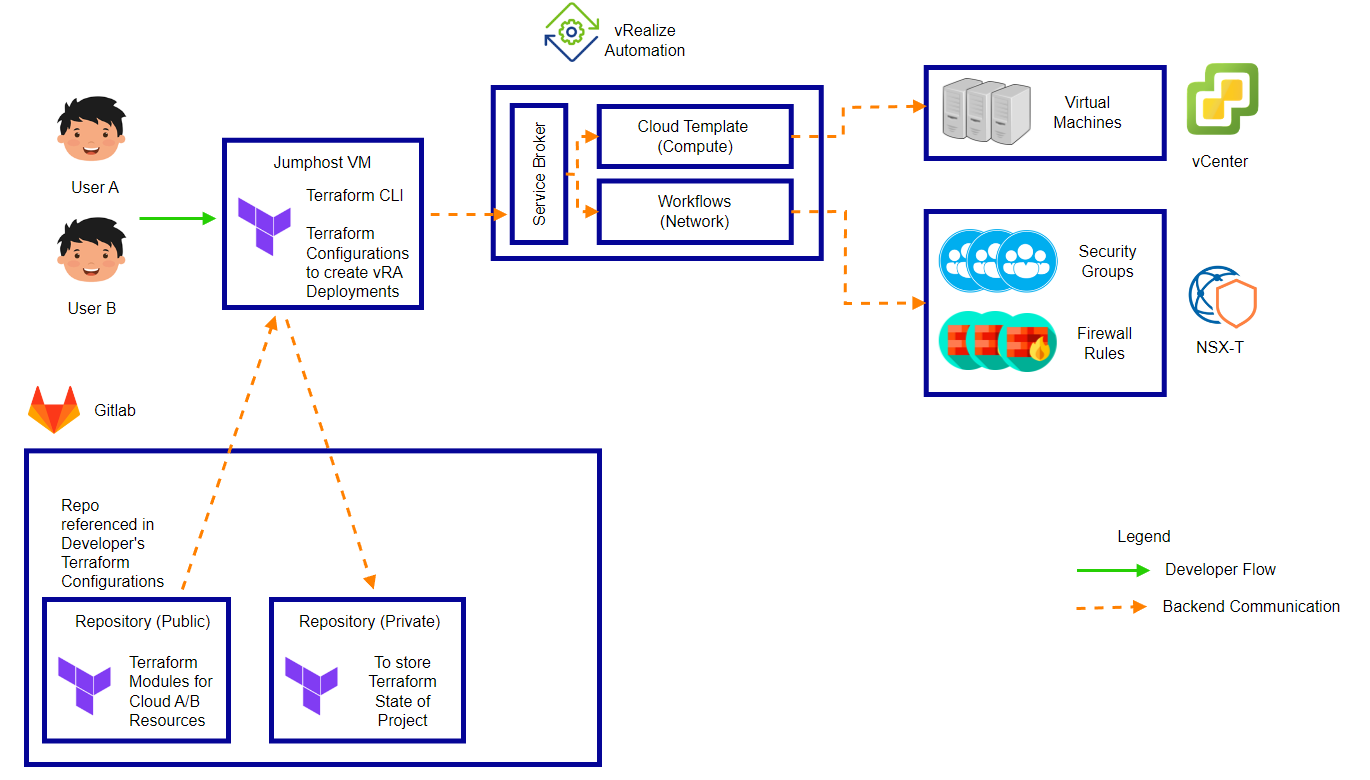 vRealize
Automation
User A
User B
Jumphost VM
Terraform CLI
Terraform
Configurations
to create vRA
Deployments
Service Broker
Cloud Template
(Compute)
Workflows
(Network)
Virtual
Machines
vCenter
Security
Groups
Firewall
Rules
NSX-T
Gitlab
Repo
referenced in
Developer's
Terraform
Configurations
Repository (Public)
Terraform
Modules for
Cloud A/B
Resources
Repository (Private)
To store
Terraform
State of
Project
Legend
Developer Flow
Backend Communication